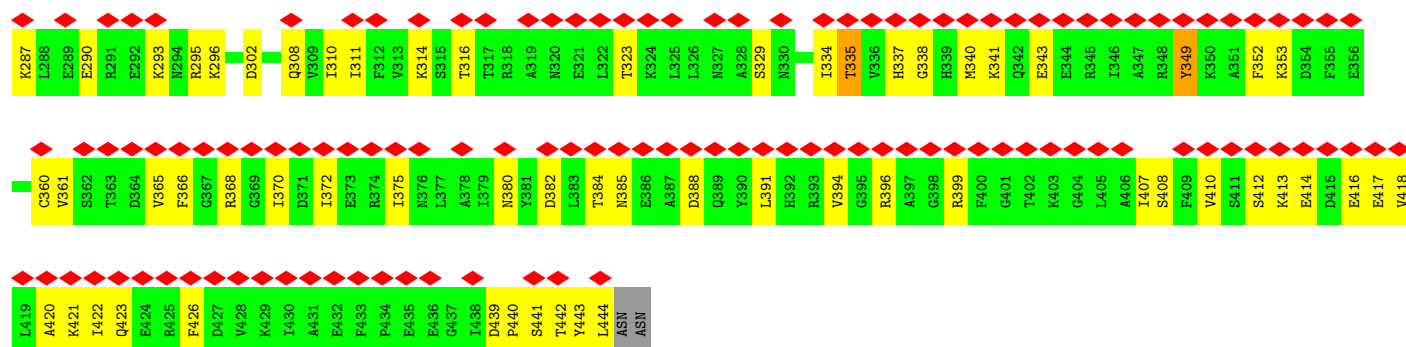 K287 L288 E289 E290 R291 E292 K293 N294 R295 K296 D302 Q308 V309 I310 I311 F312 V313 K314 S315 T316 T317 R318 A319 N320 E321 L322 T323 K324 L325 L326 N327 A328 S329 N330 I334 T335 V336 H337 G338 H339 M340 K341 Q342 E343 E344 R345 I346 A347 R348 Y349 K350 A351 F352 K353 D354 F355 E356
C360 V361 S362 T363 D364 V365 F366 G367 R368 G369 I370 D371 I372 E373 R374 I375 N376 L377 A378 I379 N380 Y381 D382 L383 T384 N385 E386 A387 D388 Q389 Y390 L391 H392 R393 V394 G395 R396 A397 G398 R399 F400 G401 T402 K403 G404 L405 A406 I407 S408 F409 V410 S411 S412 K413 E414 D415 E416 E417 V418
L419 A420 K421 I422 Q423 E424 R425 F426 D427 V428 K429 I430 A431 E432 F433 P434 E435 E436 G437 I438 D439 P440 S441 T442 Y443 L444 ASN ASN